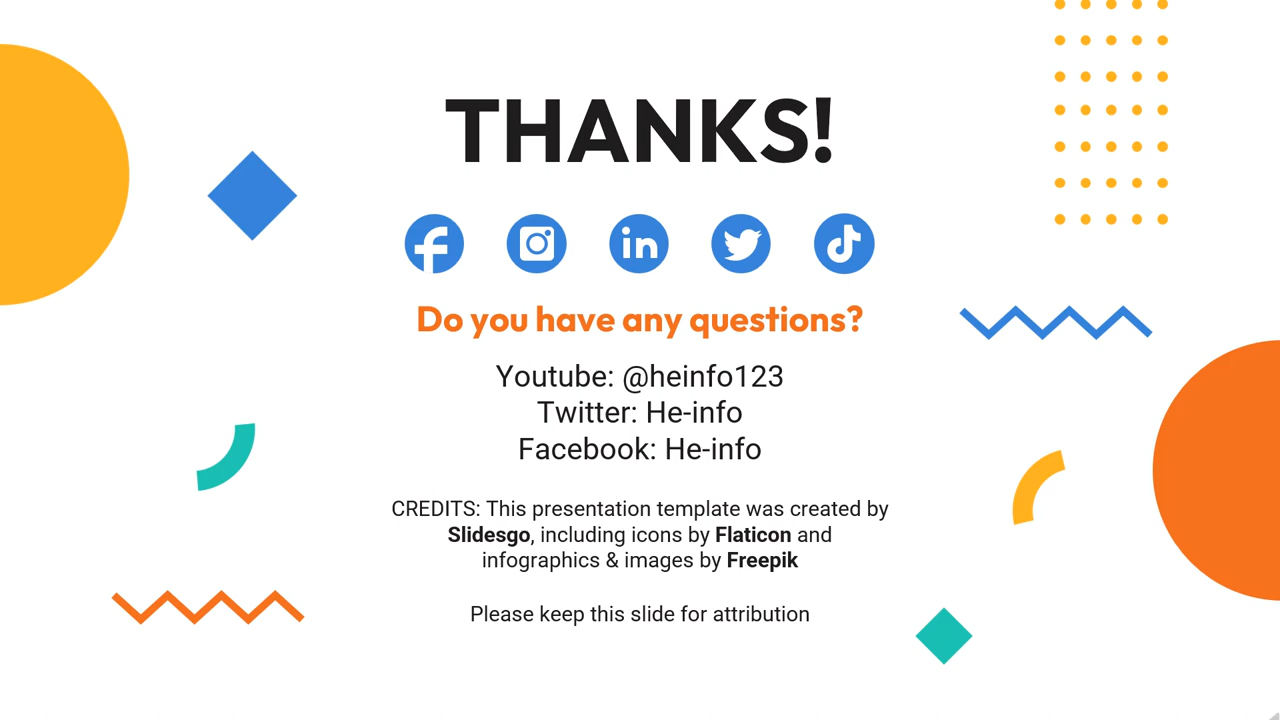 THANKS!
Do you have any questions?
Youtube: @heinfo123
Twitter: He-info
Facebook: He-info
CREDITS: This presentation template was created by
Slidesgo, including icons by Flaticon and
infographics & images by Freepik
Please keep this slide for attribution